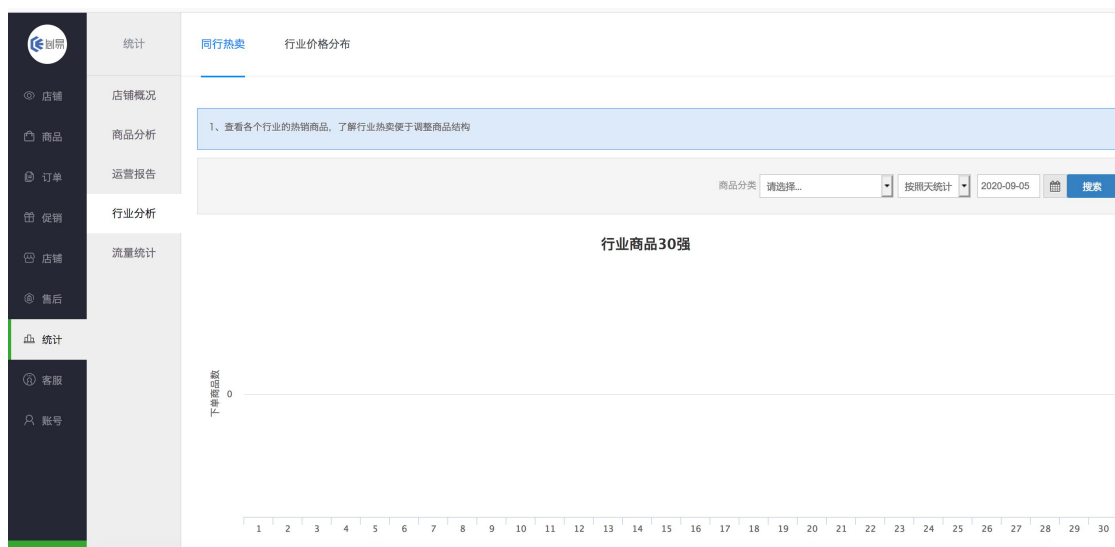 创易
统计
同行热卖
行业价格分布
店铺
商品
订单
促销
店铺
售后
统计
客服
账号
店铺概况
商品分析
运营报告
行业分析
流量统计
1、查看各个行业的热销商品, 了解行业热卖便于调整商品结构
商品分类 请选择... 按照天统计 2020-09-05 搜索
行业商品30强
下单商品数
0
1 2 3 4 5 6 7 8 9 10 11 12 13 14 15 16 17 18 19 20 21 22 23 24 25 26 27 28 29 30